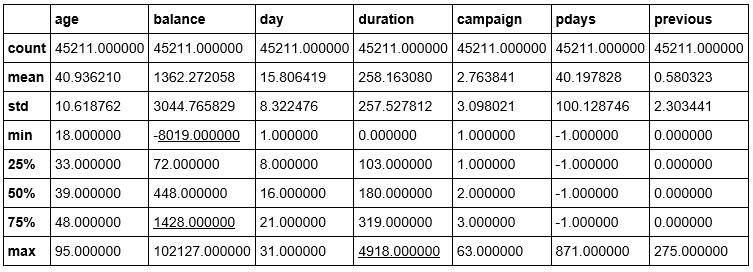 age balance day duration campaign pdays previous
count 45211.000000 45211.000000 45211.000000 45211.000000 45211.000000 45211.000000 45211.000000
mean 40.936210 1362.272058 15.806419 258.163080 2.763841 40.197828 0.580323
std 10.618762 3044.765829 8.322476 257.527812 3.098021 100.128746 2.303441
min 18.000000 -8019.000000 1.000000 0.000000 1.000000 -1.000000 0.000000
25% 33.000000 72.000000 8.000000 103.000000 1.000000 -1.000000 0.000000
50% 39.000000 448.000000 16.000000 180.000000 2.000000 -1.000000 0.000000
75% 48.000000 1428.000000 21.000000 319.000000 3.000000 -1.000000 0.000000
max 95.000000 102127.000000 31.000000 4918.000000 63.000000 871.000000 275.000000